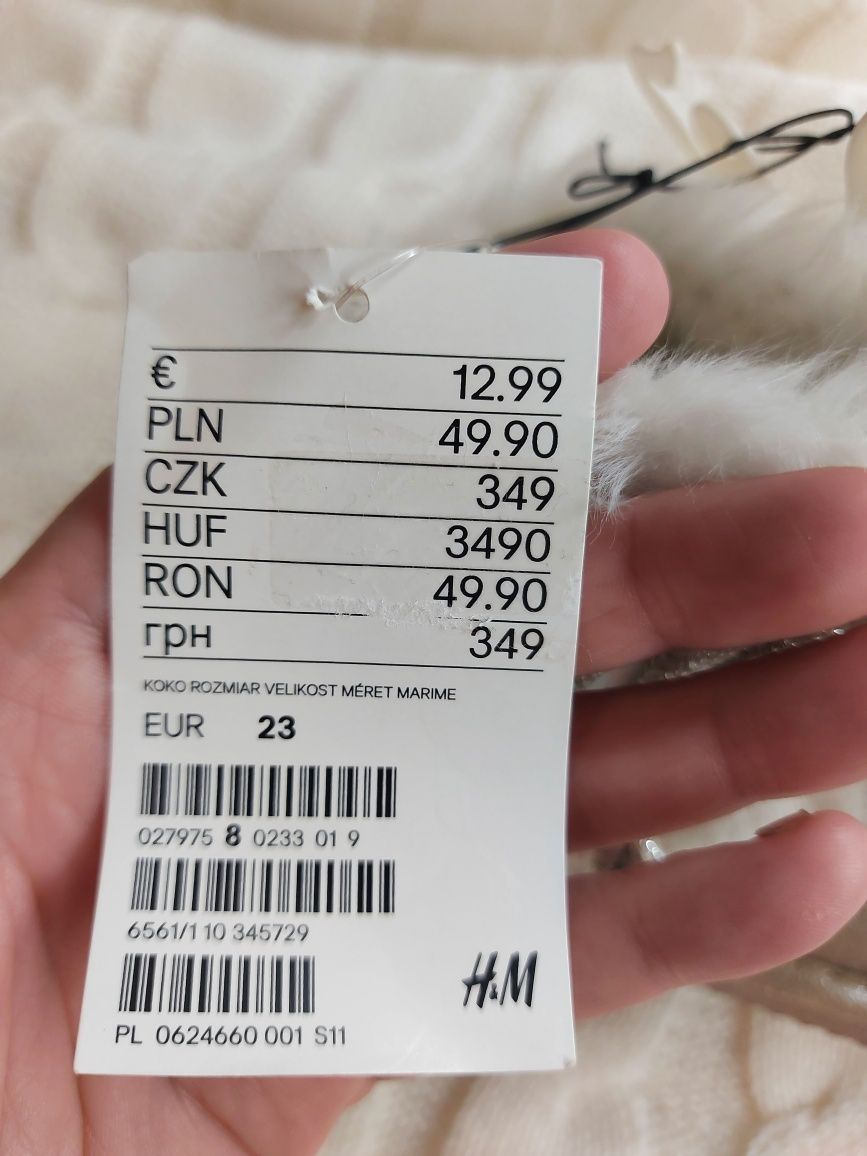 € 12.99
PLN 49.90
CZK 349
HUF 3490
RON 49.90
грн 349
KOKO ROZMIAR VELIKOST MÉRET MARIME
EUR 23
027975 8 0233 01 9
6561/1 10 345729
H&M
PL 0624660 001 S11